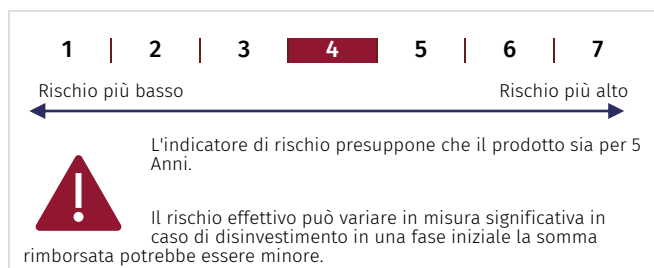 1 | 2 | 3 | 4 | 5 | 6 | 7
Rischio più basso Rischio più alto
L'indicatore di rischio presuppone che il prodotto sia per 5
Anni.
Il rischio effettivo può variare in misura significativa in
caso di disinvestimento in una fase iniziale la somma
rimborsata potrebbe essere minore.